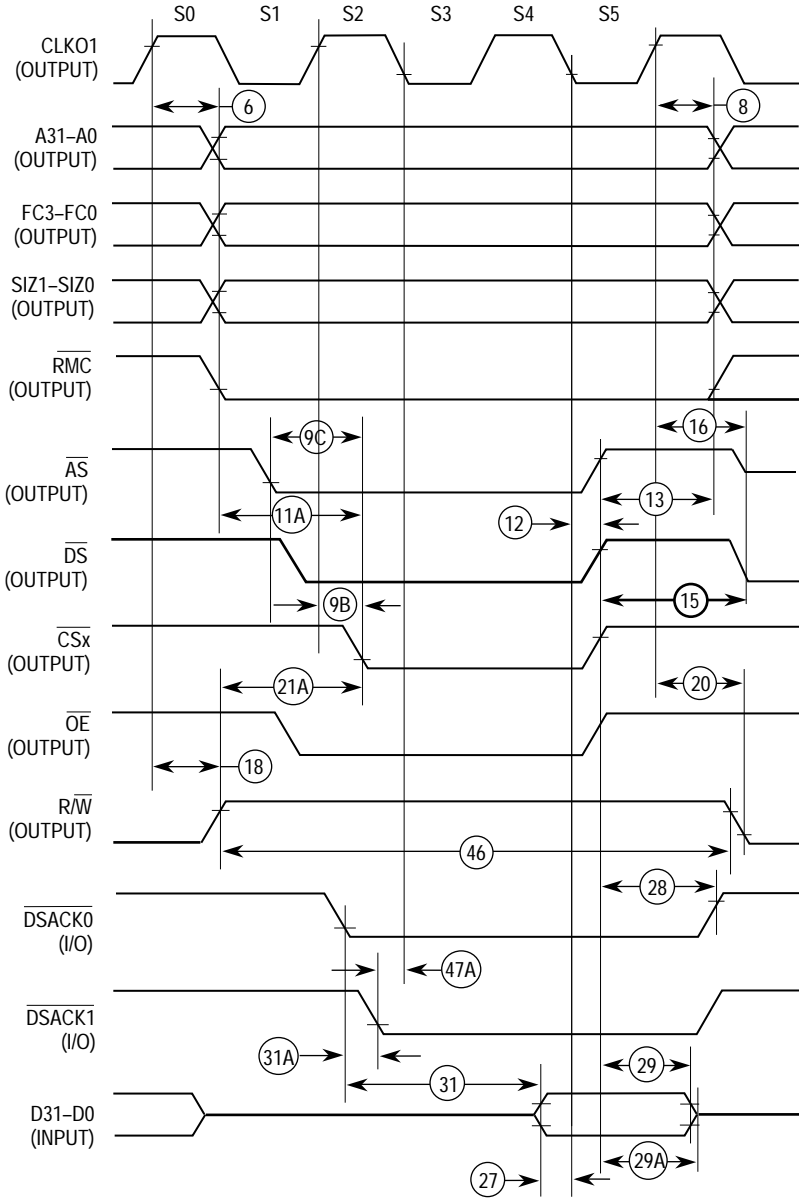 S0 S1 S2 S3 S4 S5
CLKO1
(OUTPUT)
6 8
A31–A0
(OUTPUT)
FC3–FC0
(OUTPUT)
SIZ1–SIZ0
(OUTPUT)
RMC
(OUTPUT)
9C 16
AS
(OUTPUT)
11A 12 13
DS
(OUTPUT)
9B 15
CSx
(OUTPUT)
21A 20
OE
(OUTPUT)
18
R/W
(OUTPUT)
46
28
DSACK0
(I/O)
47A
DSACK1
(I/O)
31A 29
31
D31–D0
(INPUT)
29A
27